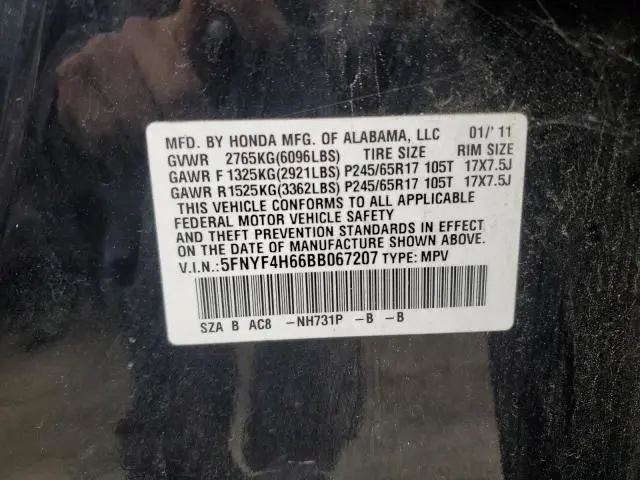 MFD. BY HONDA MFG. OF ALABAMA, LLC 01/'11
GVWR 2765KG(6096LBS) TIRE SIZE RIM SIZE
GAWR F 1325KG(2921LBS) P245/65R17 105T 17X7.5J
GAWR R 1525KG(3362LBS) P245/65R17 105T 17X7.5J
THIS VEHICLE CONFORMS TO ALL APPLICABLE
FEDERAL MOTOR VEHICLE SAFETY
AND THEFT PREVENTION STANDARDS IN EFFECT
ON THE DATE OF MANUFACTURE SHOWN ABOVE.
V.I.N.:5FNYF4H66BB067207 TYPE: MPV
SZA B AC8 -NH731P -B -B